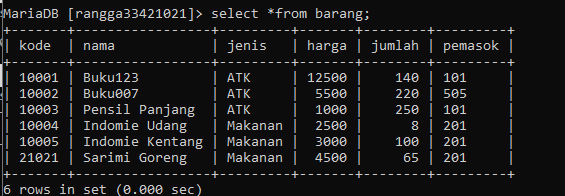 MariaDB [rangga33421021]> select *from barang;
+-------+-----------------+---------+-------+--------+---------+
| kode | nama | jenis | harga | jumlah | pemasok |
+-------+-----------------+---------+-------+--------+---------+
| 10001 | Buku123 | ATK | 12500 | 140 | 101 |
| 10002 | Buku007 | ATK | 5500 | 220 | 505 |
| 10003 | Pensil Panjang | ATK | 1000 | 250 | 101 |
| 10004 | Indomie Udang | Makanan | 2500 | 8 | 201 |
| 10005 | Indomie Kentang | Makanan | 3000 | 100 | 201 |
| 21021 | Sarimi Goreng | Makanan | 4500 | 65 | 201 |
+-------+-----------------+---------+-------+--------+---------+
6 rows in set (0.000 sec)